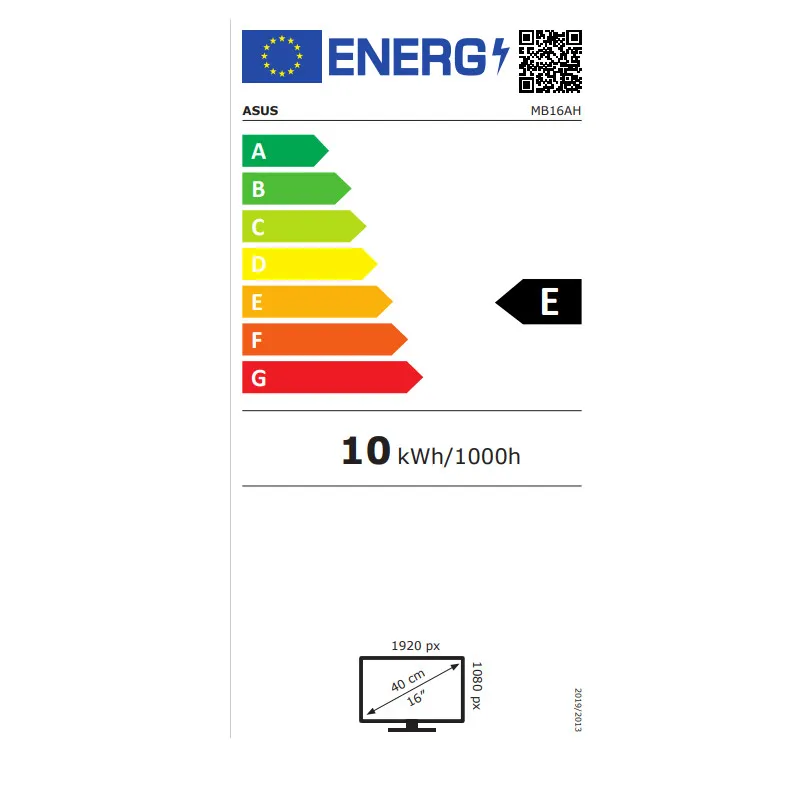 ENERG
ASUS MB16AH
A
B
C
D
E
E
F
G
10 kWh/1000h
1920 px
40 cm
16”
1080 px
2019/2013